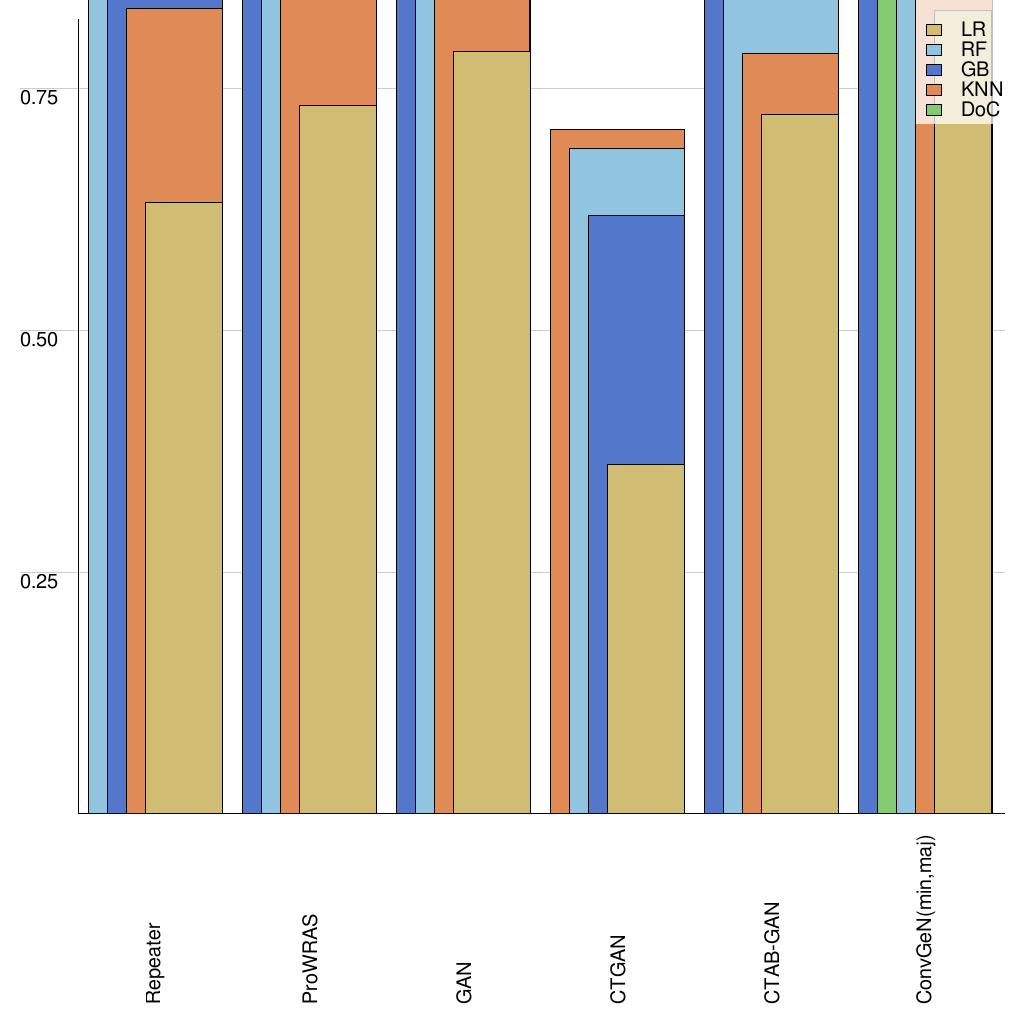 LR
RF
GB
KNN
DoC
0.75
0.50
0.25
Repeater
ProWRAS
GAN
CTGAN
CTAB-GAN
ConvGeN(min,maj)